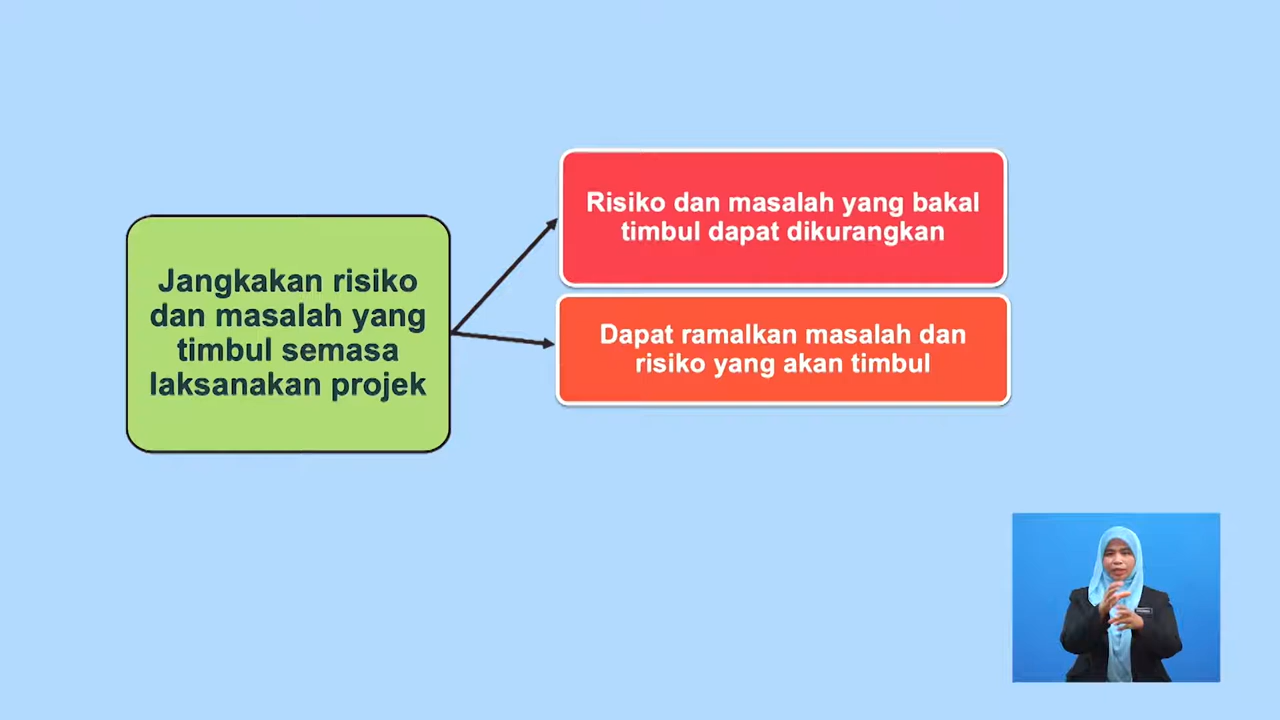 Jangkakan risiko
dan masalah yang
timbul semasa
laksanakan projek
Risiko dan masalah yang bakal
timbul dapat dikurangkan
Dapat ramalkan masalah dan
risiko yang akan timbul